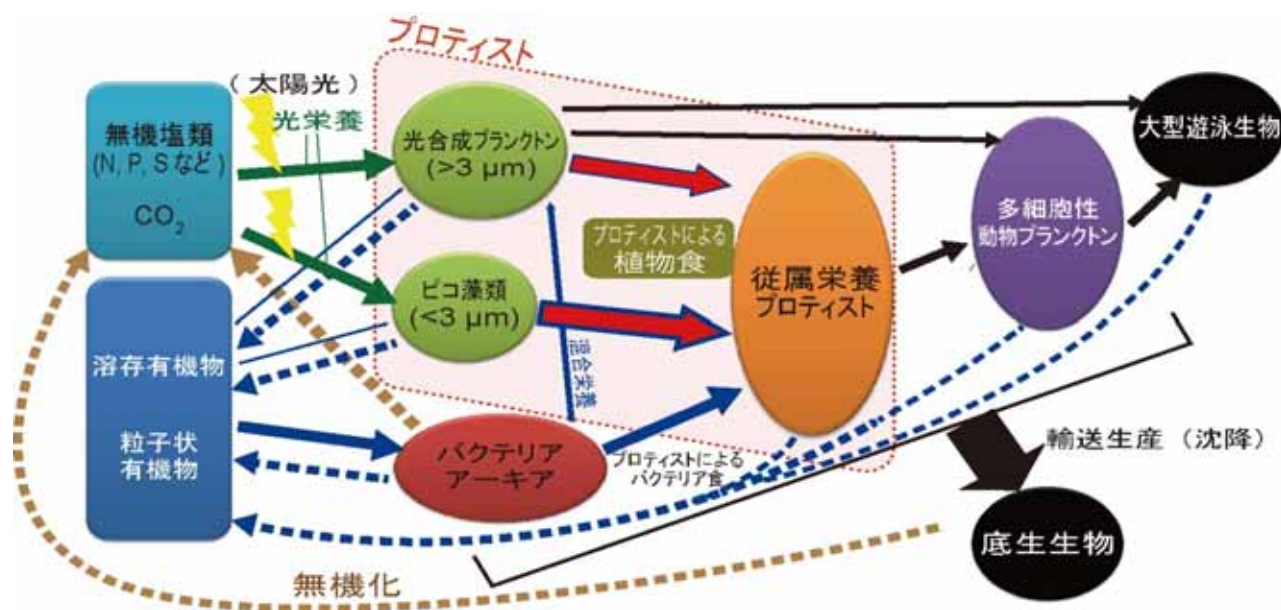 プロティスト
(太陽光)
光栄養
無機塩類
(N, P, Sなど)
CO2
光合成プランクトン
(>3 μm)
大型遊泳生物
多細胞性
動物プランクトン
プロティストによる
植物食
従属栄養
プロティスト
ピコ藻類
(<3 μm)
混合栄養
溶存有機物
粒子状
有機物
バクテリア
アーキア
プロティストによる
バクテリア食
輸送生産(沈降)
底生生物
無機化